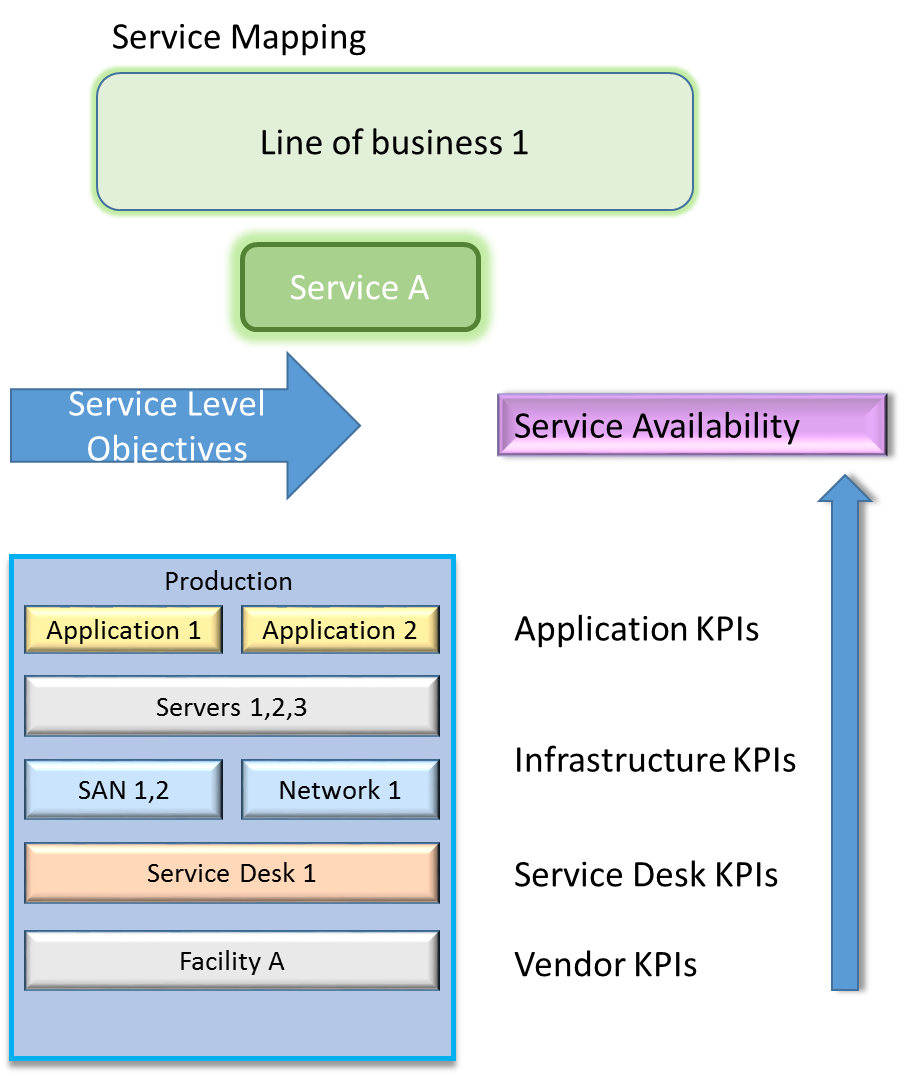 Service Mapping
Line of business 1
Service A
Service Level
Objectives
Service Availability
Production
Application 1
Application 2
Application KPIs
Servers 1,2,3
Infrastructure KPIs
SAN 1,2
Network 1
Service Desk 1
Service Desk KPIs
Facility A
Vendor KPIs